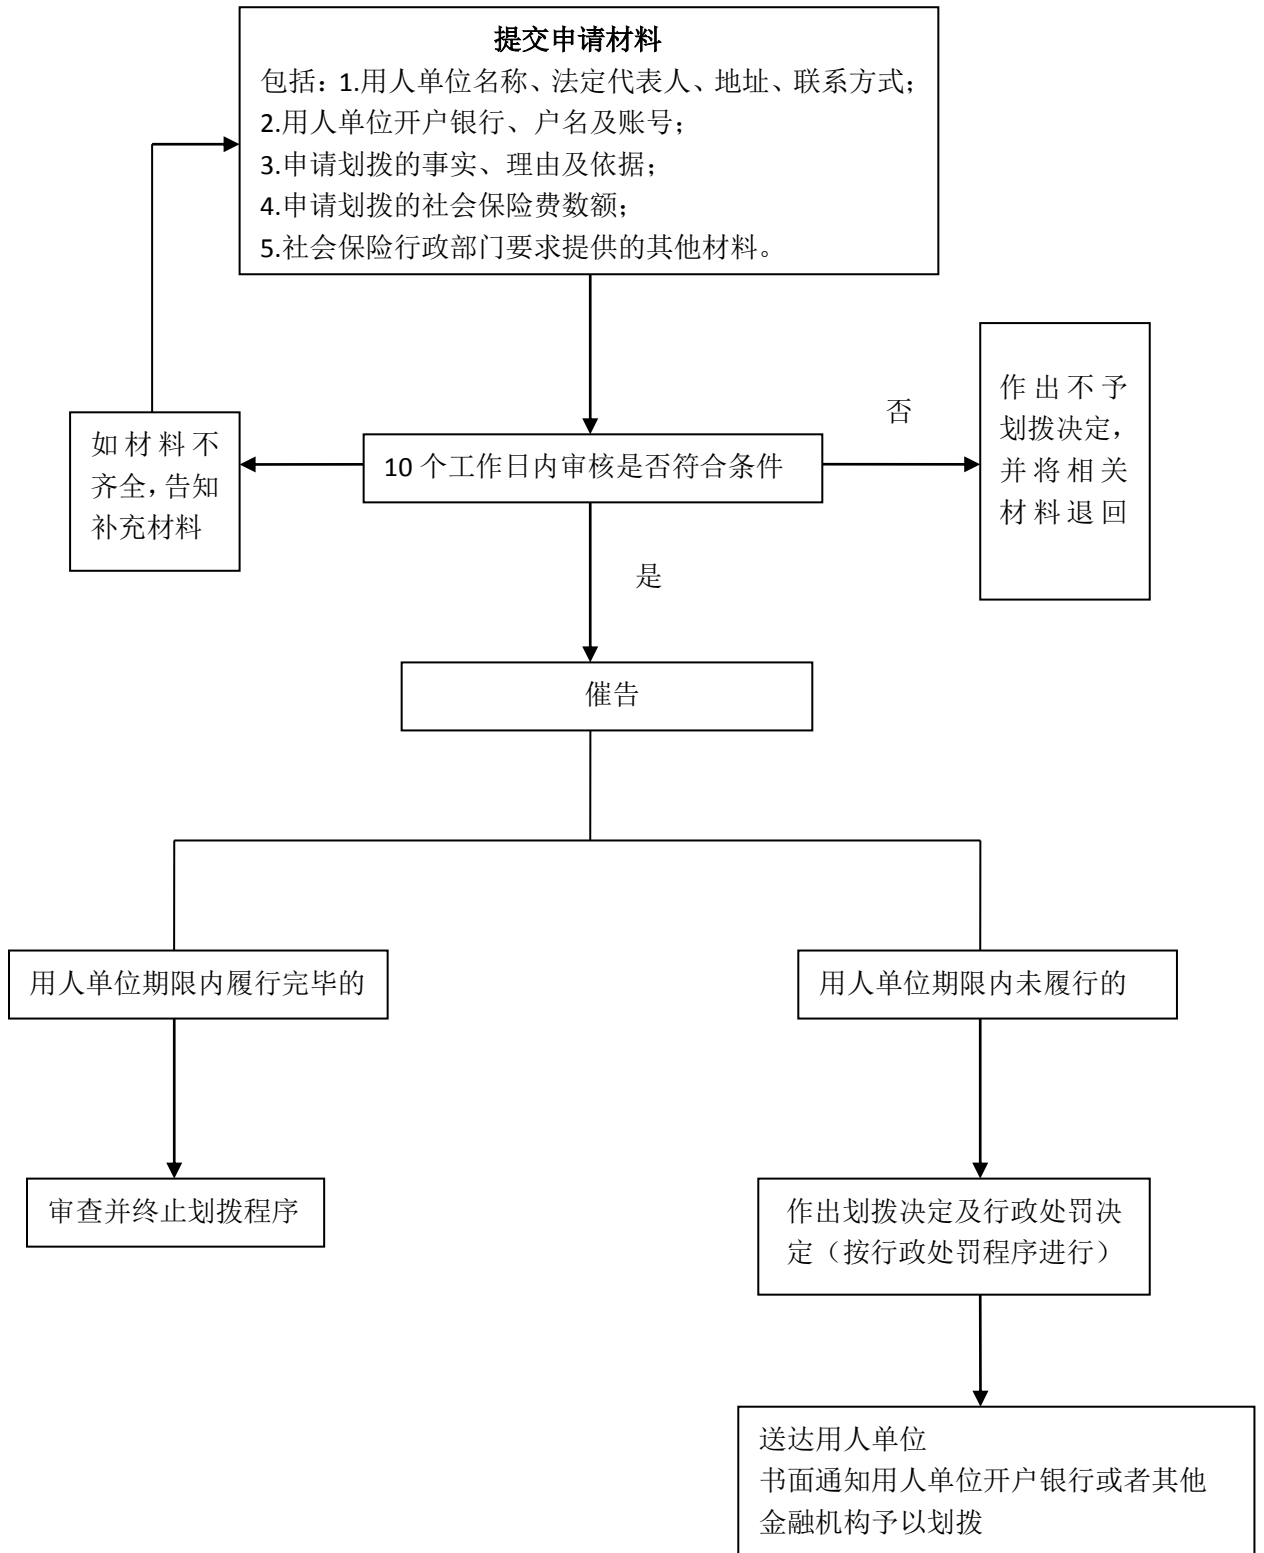 提交申请材料
包括：1.用人单位名称、法定代表人、地址、联系方式；
2.用人单位开户银行、户名及账号；
3.申请划拨的事实、理由及依据；
4.申请划拨的社会保险费数额；
5.社会保险行政部门要求提供的其他材料。
如材料不
齐全，告知
补充材料
10 个工作日内审核是否符合条件
否
作出不予
划拨决定，
并将相关
材料退回
是
催告
用人单位期限内履行完毕的
用人单位期限内未履行的
审查并终止划拨程序
作出划拨决定及行政处罚决
定（按行政处罚程序进行）
送达用人单位
书面通知用人单位开户银行或者其他
金融机构予以划拨